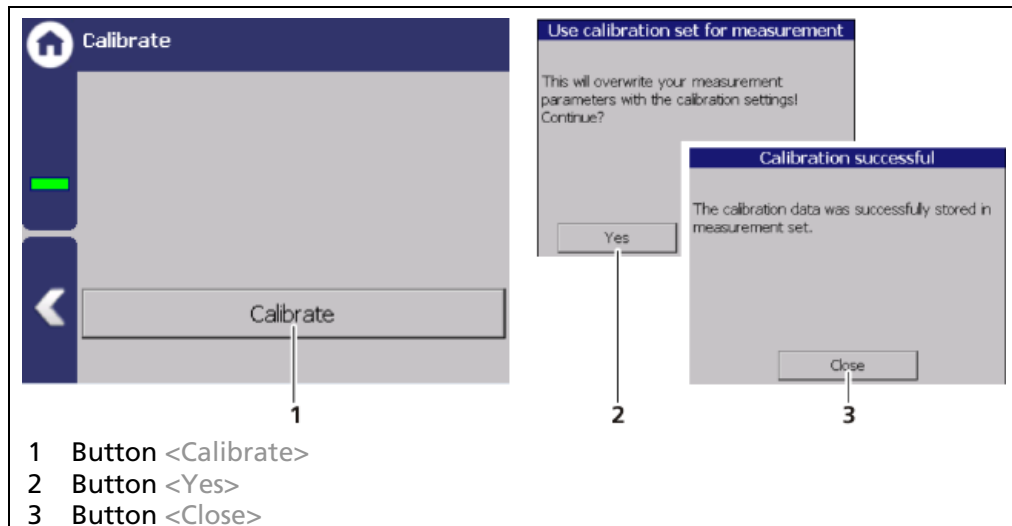 Calibrate
Calibrate
Use calibration set for measurement
This will overwrite your measurement
parameters with the calibration settings!
Continue?
Yes
Calibration successful
The calibration data was successfully stored in
measurement set.
Close
1
2
3
1 Button <Calibrate>
2 Button <Yes>
3 Button <Close>